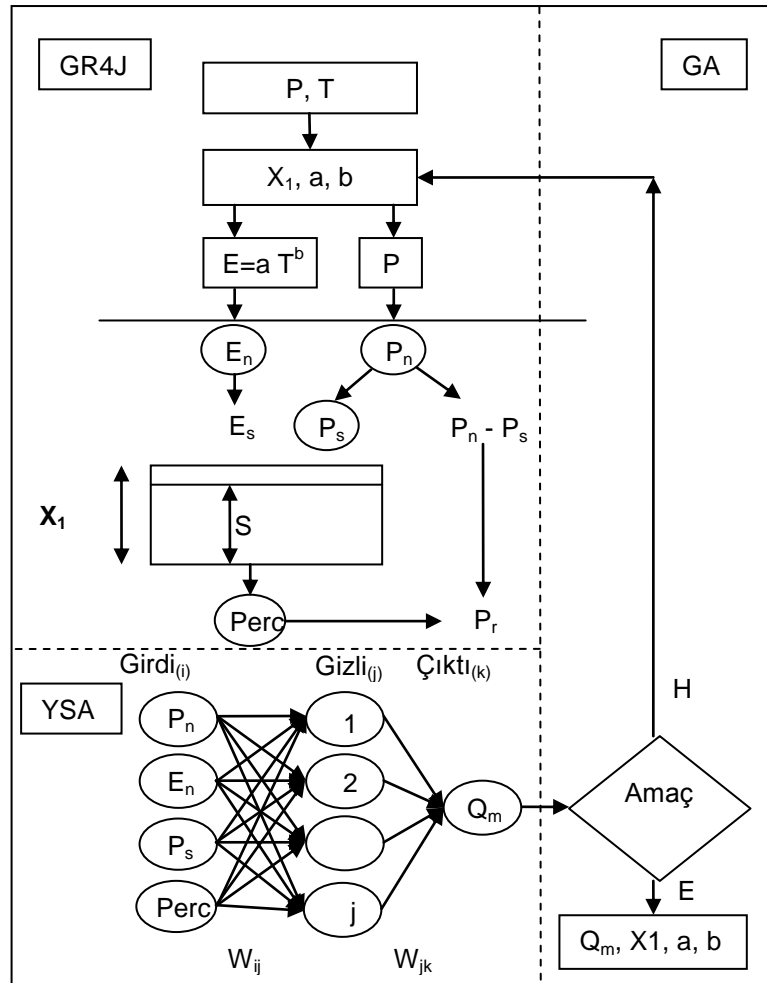 GR4J
GA
P, T
X₁, a, b
E=a Tᵇ
P
Eₙ
Pₙ
Eₛ
Pₛ
Pₙ - Pₛ
X₁
S
Perc
Pᵣ
Girdi₍ᵢ₎
Gizli₍ⱼ₎
Çıktı₍ₖ₎
H
YSA
Pₙ
1
Eₙ
2
Qₘ
Amaç
Pₛ
Perc
j
E
Qₘ, X1, a, b
Wᵢⱼ
Wⱼₖ